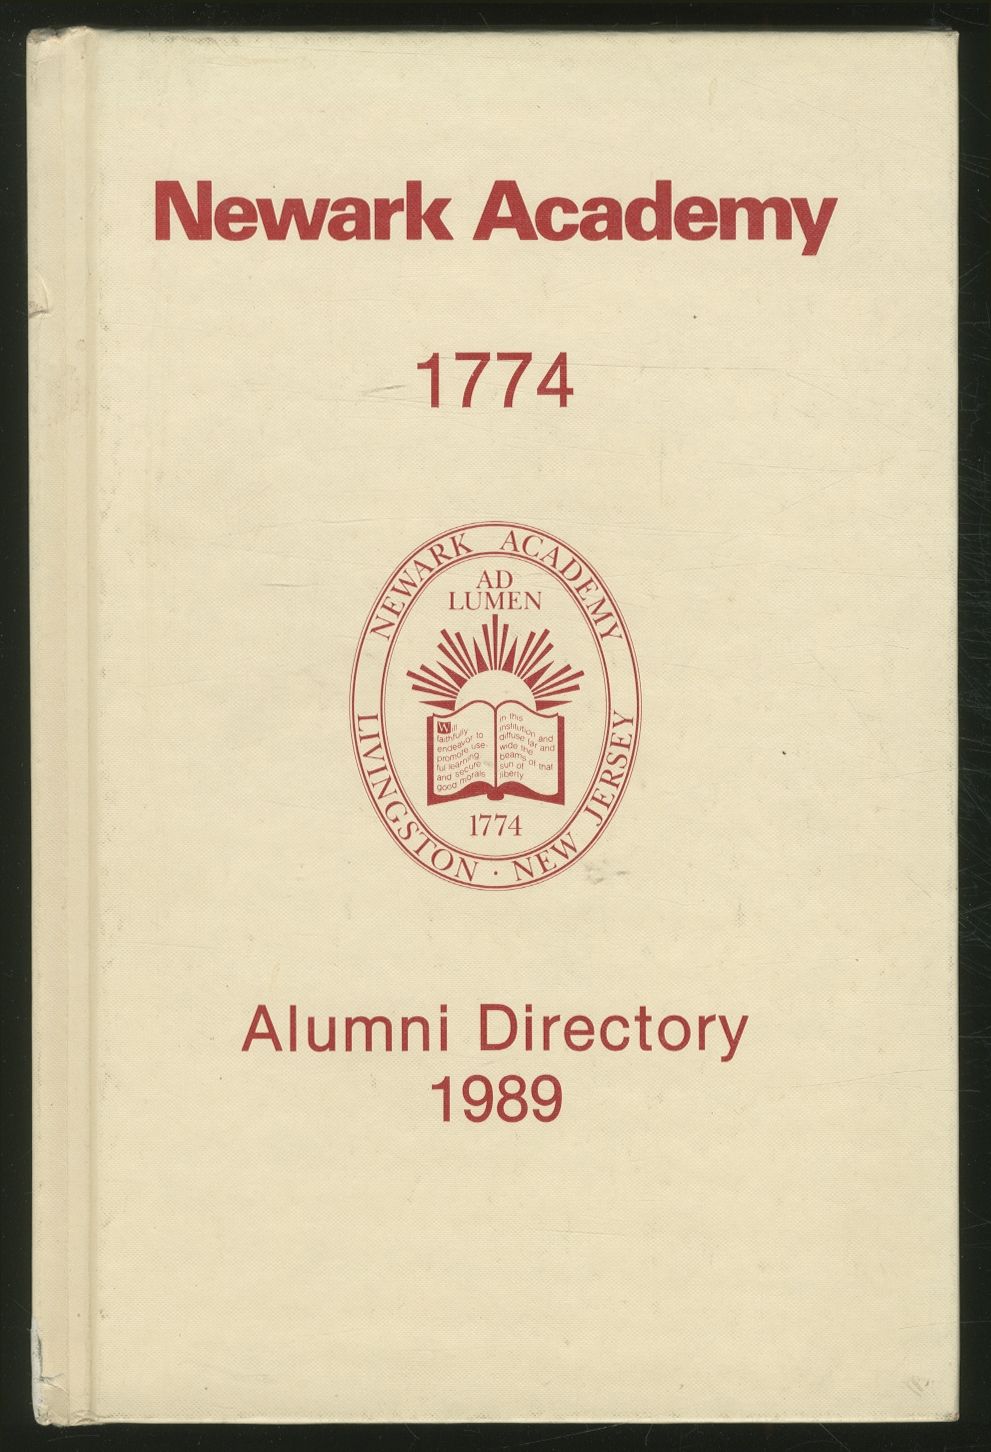 Newark Academy
1774
NEWARK ACADEMY
AD
LUMEN
Will
faithfully
endeavor to
promote use-
ful learning
and secure
good morals
in this
institution and
diffuse far and
wide the
beams of that
sun of
liberty
1774
LIVINGSTON · NEW JERSEY
Alumni Directory
1989